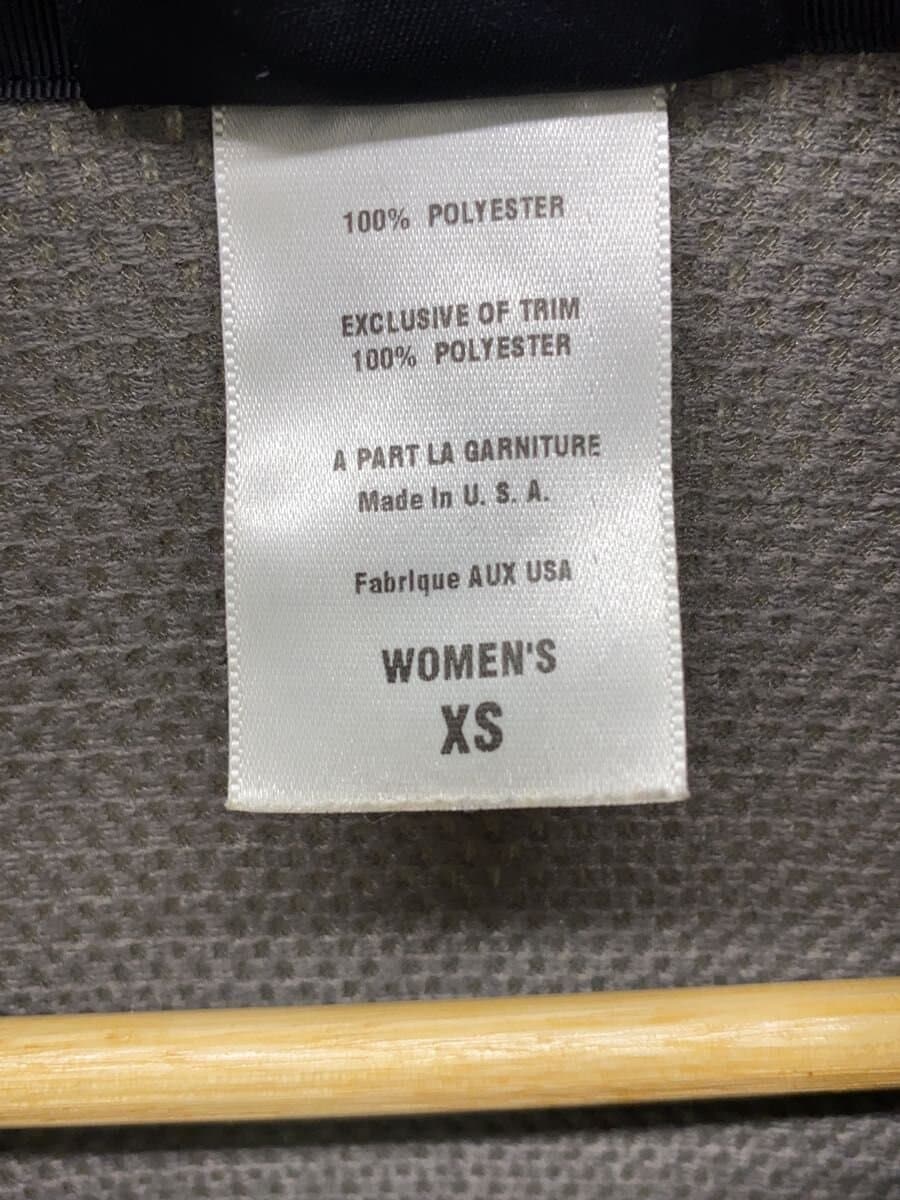 100% POLYESTER
EXCLUSIVE OF TRIM
100% POLYESTER
A PART LA GARNITURE
Made In U. S. A.
Fabrique AUX USA
WOMEN'S
XS